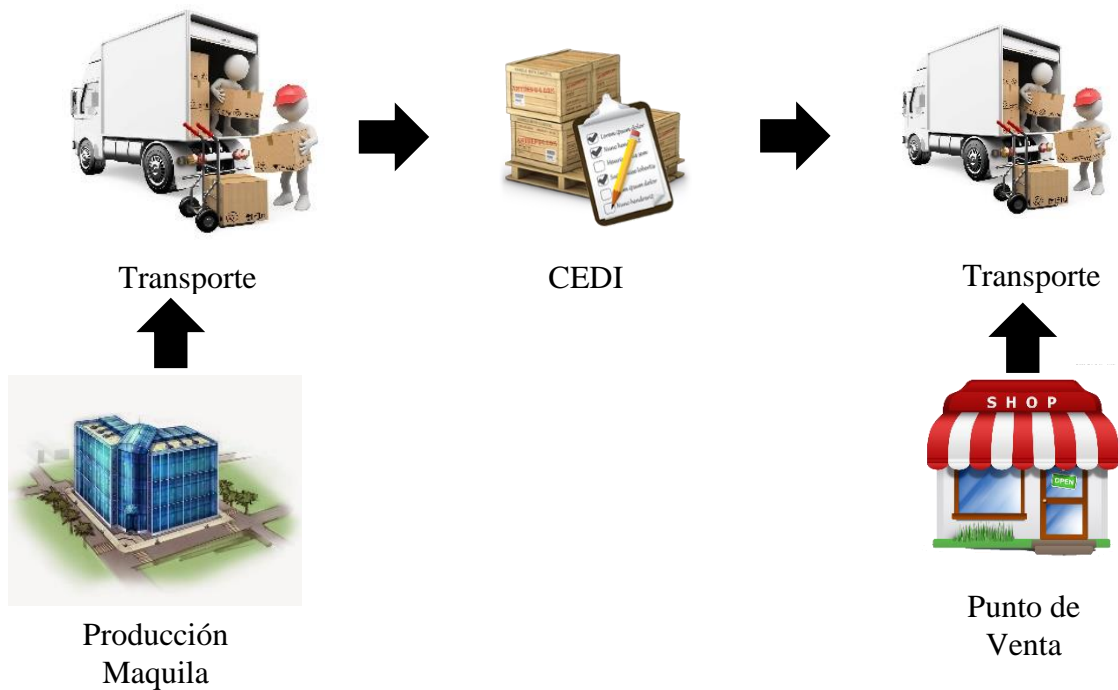 Transporte
CEDI
Transporte
SHOP
OPEN
Producción
Maquila
Punto de
Venta